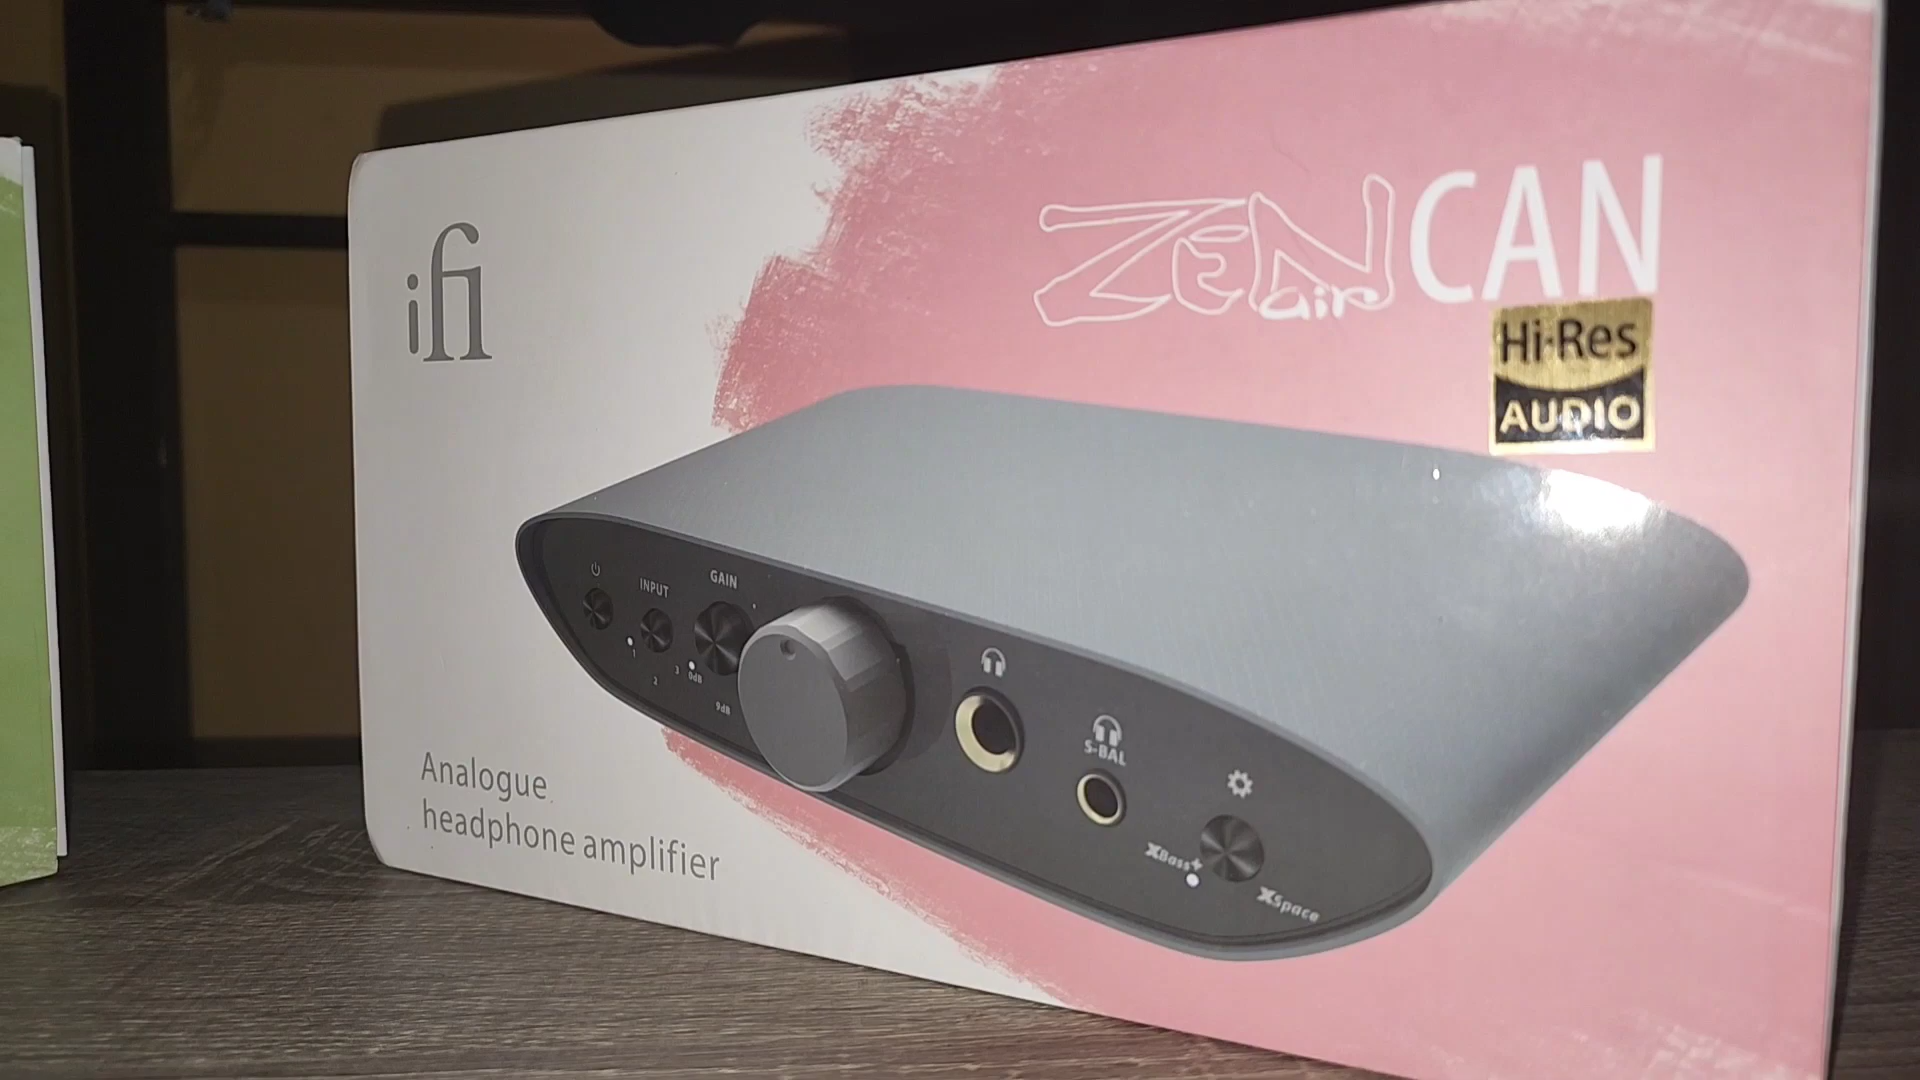 ifi
ZEN air CAN
Hi-Res
AUDIO
INPUT
GAIN
1
2
3
0dB
9dB
S-BAL
XBass+
XSpace
Analogue
headphone amplifier